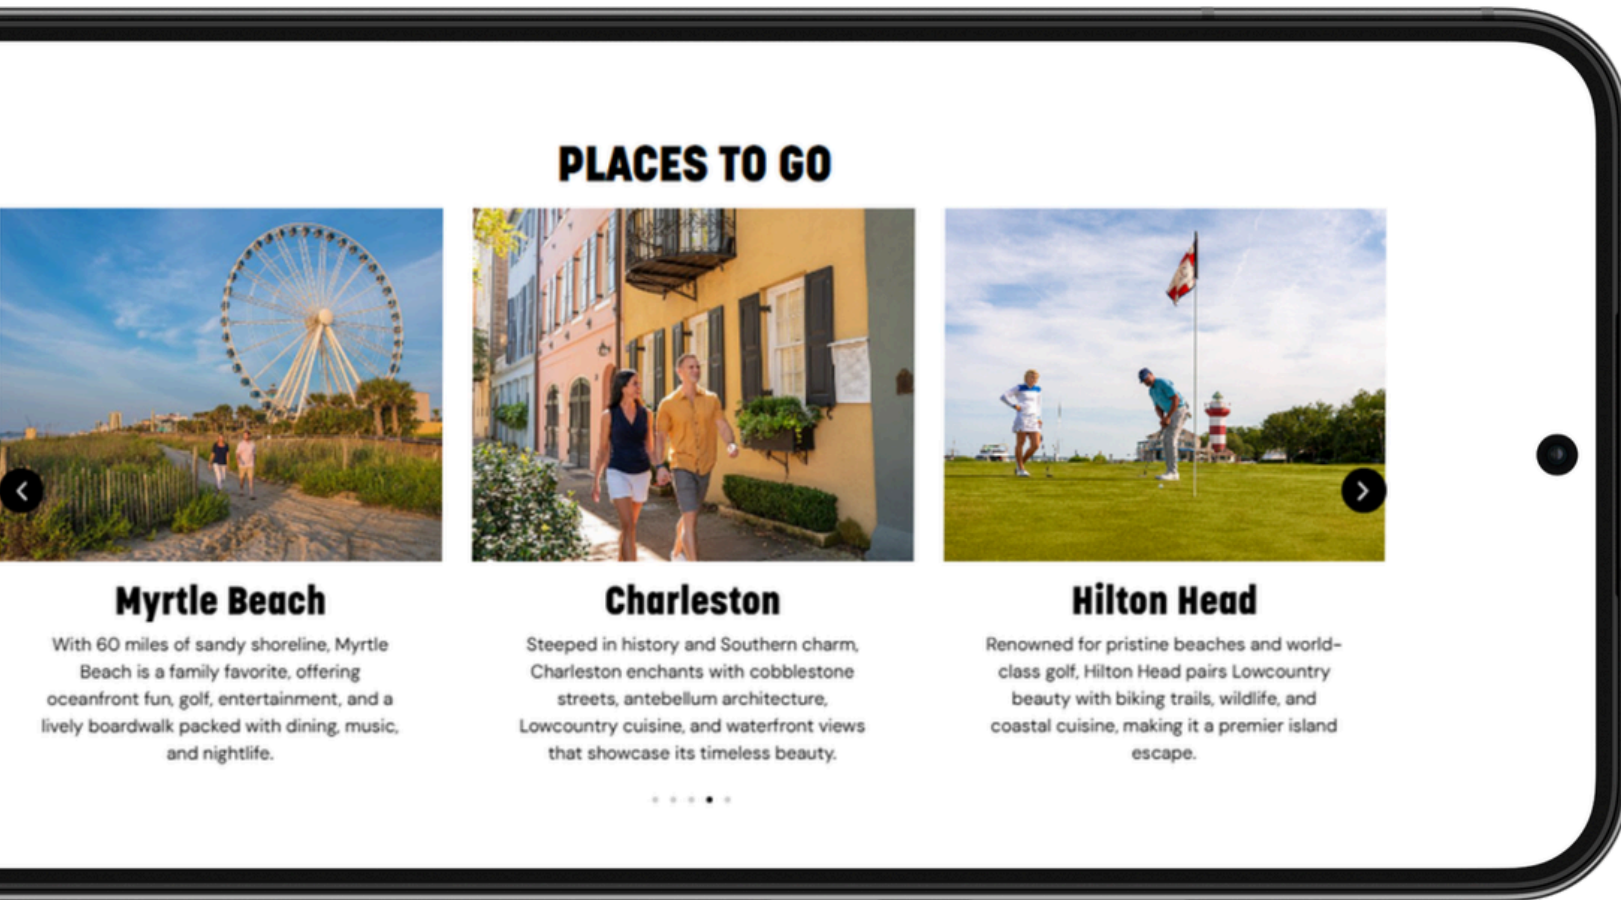 PLACES TO GO
Myrtle Beach
With 60 miles of sandy shoreline, Myrtle
Beach is a family favorite, offering
oceanfront fun, golf, entertainment, and a
lively boardwalk packed with dining, music,
and nightlife.
Charleston
Steeped in history and Southern charm,
Charleston enchants with cobblestone
streets, antebellum architecture,
Lowcountry cuisine, and waterfront views
that showcase its timeless beauty.
Hilton Head
Renowned for pristine beaches and world-
class golf, Hilton Head pairs Lowcountry
beauty with biking trails, wildlife, and
coastal cuisine, making it a premier island
escape.